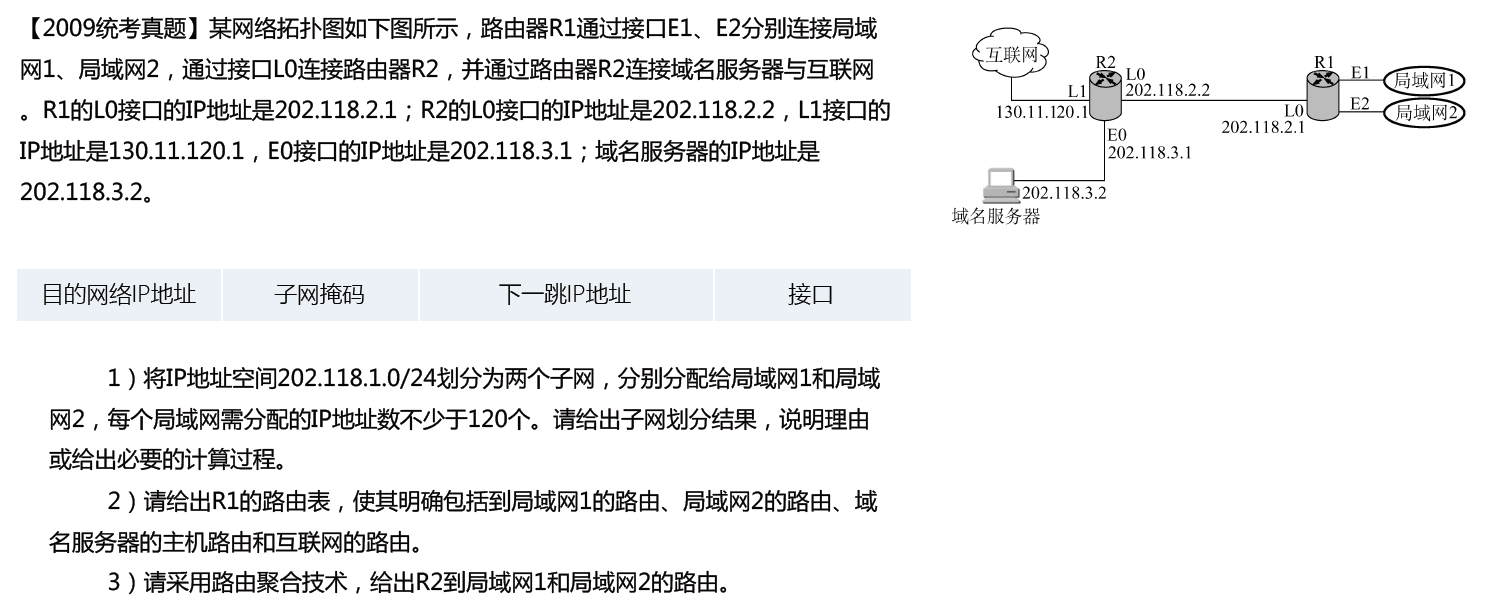 【2009统考真题】某网络拓扑图如下图所示，路由器R1通过接口E1、E2分别连接局域
网1、局域网2，通过接口L0连接路由器R2，并通过路由器R2连接域名服务器与互联网
。R1的L0接口的IP地址是202.118.2.1；R2的L0接口的IP地址是202.118.2.2，L1接口的
IP地址是130.11.120.1，E0接口的IP地址是202.118.3.1；域名服务器的IP地址是
202.118.3.2。
互联网
R2
L0
202.118.2.2
L1
130.11.120.1
E0
202.118.3.1
202.118.3.2
域名服务器
R1
E1
局域网1
E2
局域网2
L0
202.118.2.1
目的网络IP地址 子网掩码 下一跳IP地址 接口
1）将IP地址空间202.118.1.0/24划分为两个子网，分别分配给局域网1和局域
网2，每个局域网需分配的IP地址数不少于120个。请给出子网划分结果，说明理由
或给出必要的计算过程。
2）请给出R1的路由表，使其明确包括到局域网1的路由、局域网2的路由、域
名服务器的主机路由和互联网的路由。
3）请采用路由聚合技术，给出R2到局域网1和局域网2的路由。